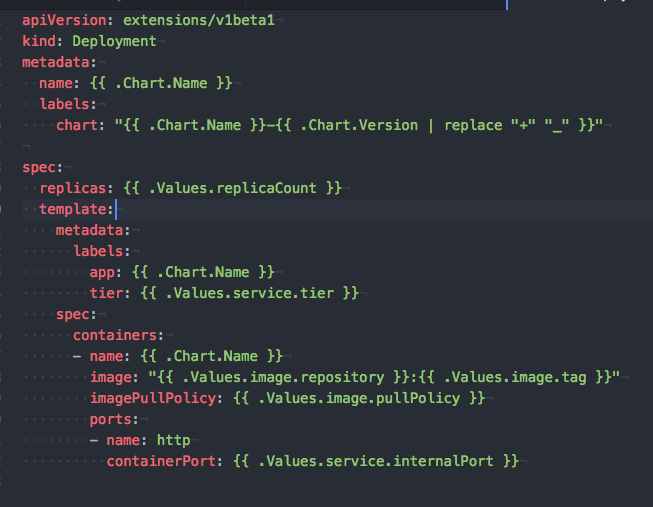 apiVersion: extensions/v1beta1
kind: Deployment
metadata:
  name: {{ .Chart.Name }}
  labels:
    chart: "{{ .Chart.Name }}-{{ .Chart.Version | replace "+" "_" }}"

spec:
  replicas: {{ .Values.replicaCount }}
  template:
    metadata:
      labels:
        app: {{ .Chart.Name }}
        tier: {{ .Values.service.tier }}
    spec:
      containers:
      - name: {{ .Chart.Name }}
        image: "{{ .Values.image.repository }}:{{ .Values.image.tag }}"
        imagePullPolicy: {{ .Values.image.pullPolicy }}
        ports:
        - name: http
          containerPort: {{ .Values.service.internalPort }}